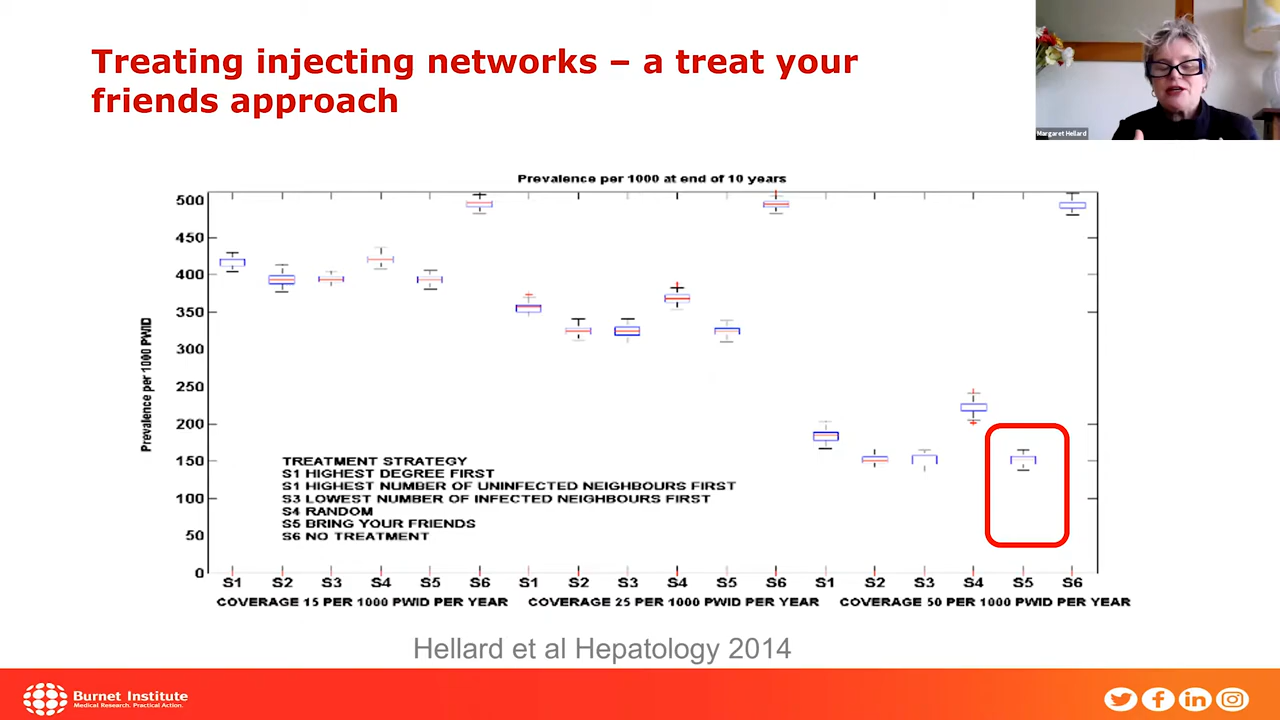 Treating injecting networks – a treat your
friends approach
Margaret Hellard
Prevalence per 1000 at end of 10 years
Prevalence per 1000 PWID
500
450
400
350
300
250
200
150
100
50
0
TREATMENT STRATEGY
S1 HIGHEST DEGREE FIRST
S1 HIGHEST NUMBER OF UNINFECTED NEIGHBOURS FIRST
S3 LOWEST NUMBER OF INFECTED NEIGHBOURS FIRST
S4 RANDOM
S5 BRING YOUR FRIENDS
S6 NO TREATMENT
S1 S2 S3 S4 S5 S6 S1 S2 S3 S4 S5 S6 S1 S2 S3 S4 S5 S6
COVERAGE 15 PER 1000 PWID PER YEAR COVERAGE 25 PER 1000 PWID PER YEAR COVERAGE 50 PER 1000 PWID PER YEAR
Hellard et al Hepatology 2014
Burnet Institute
Medical Research. Practical Action.